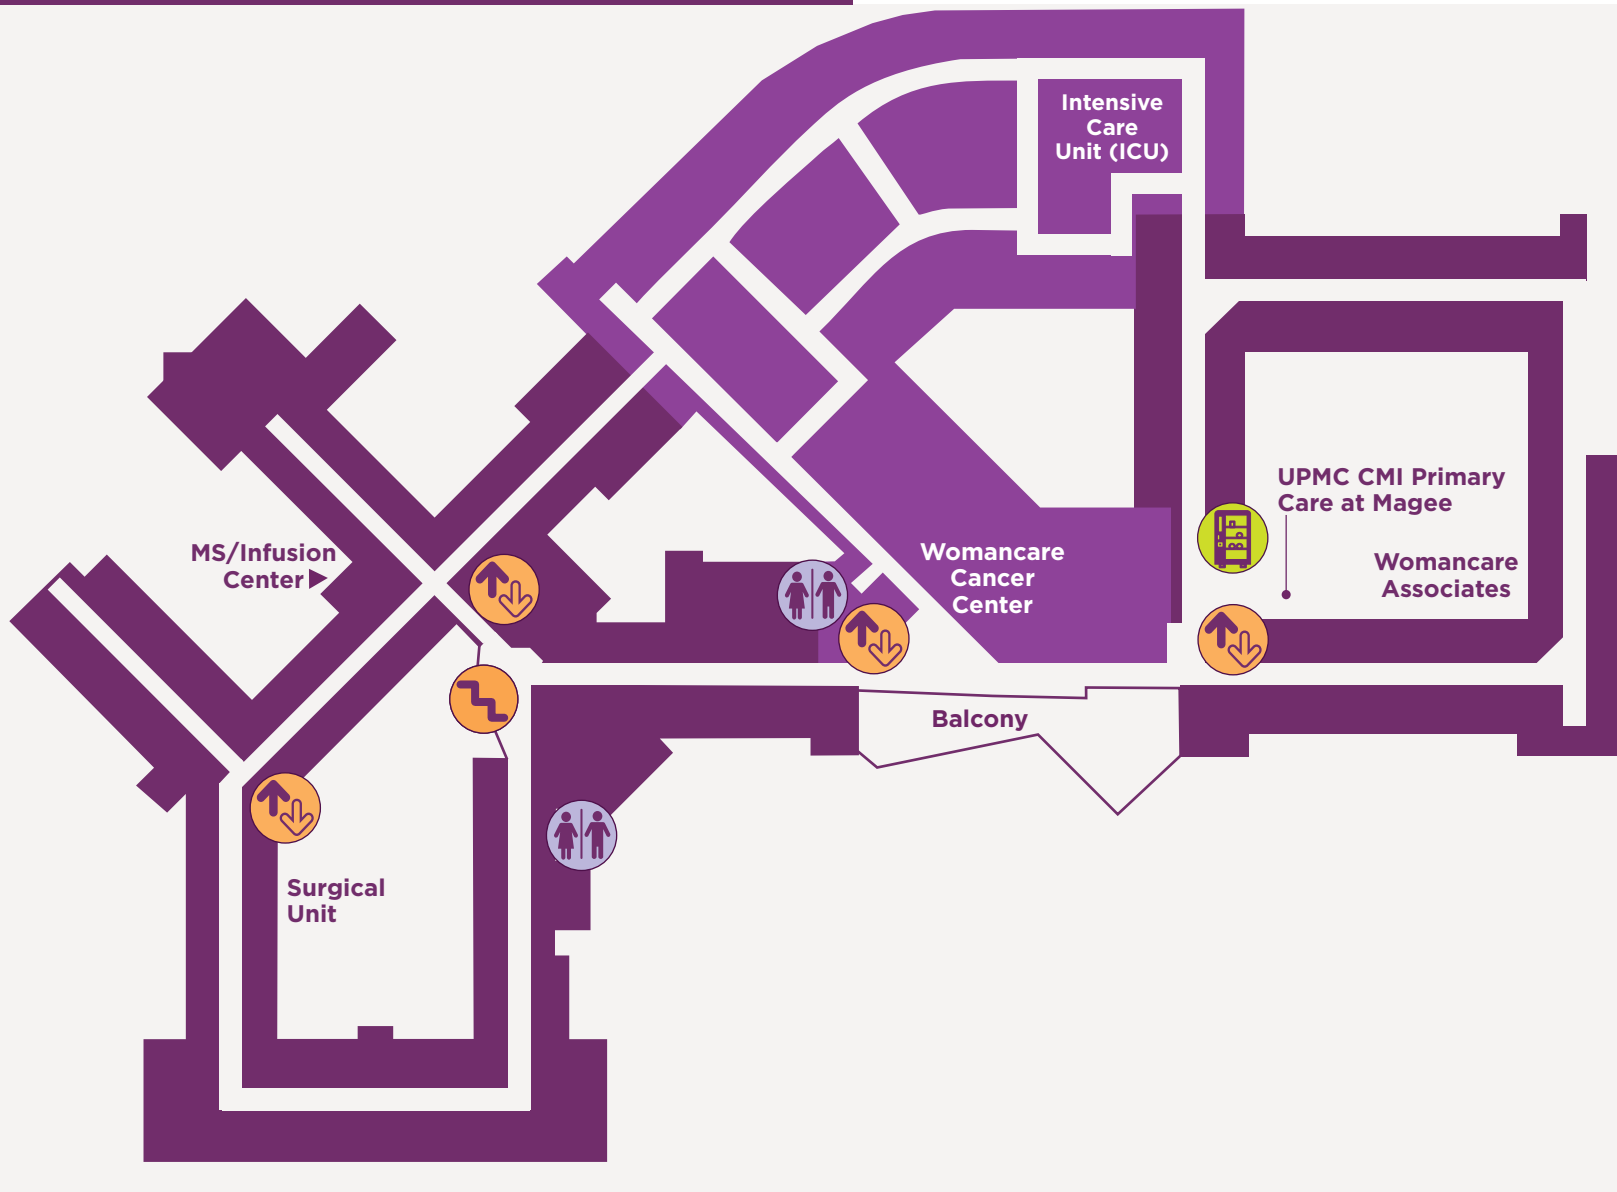 Intensive
Care
Unit (ICU)
UPMC CMI Primary
Care at Magee
MS/Infusion
Center
Womancare
Cancer
Center
Womancare
Associates
Balcony
Surgical
Unit